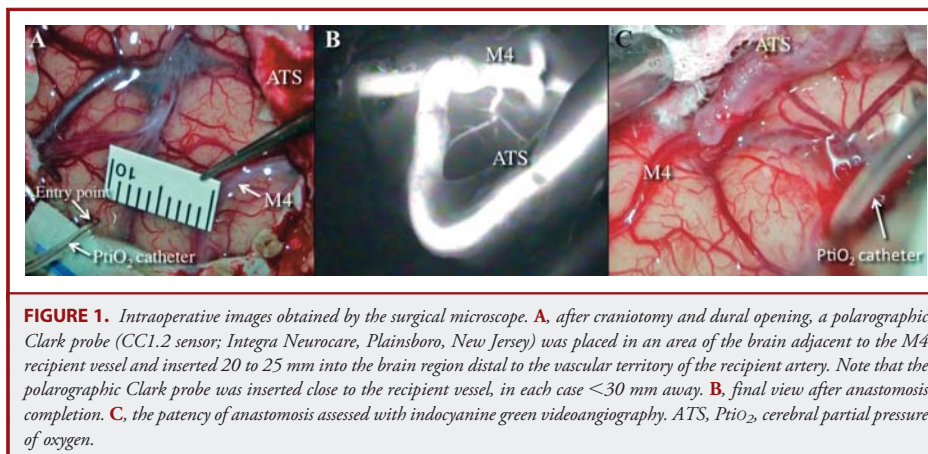 A
ATS
10
M4
Entry point
PtiO₂ catheter
B
M4
ATS
C
ATS
M4
PtiO₂ catheter
FIGURE 1. Intraoperative images obtained by the surgical microscope. A, after craniotomy and dural opening, a polarographic
Clark probe (CC1.2 sensor; Integra Neurocare, Plainsboro, New Jersey) was placed in an area of the brain adjacent to the M4
recipient vessel and inserted 20 to 25 mm into the brain region distal to the vascular territory of the recipient artery. Note that the
polarographic Clark probe was inserted close to the recipient vessel, in each case <30 mm away. B, final view after anastomosis
completion. C, the patency of anastomosis assessed with indocyanine green videoangiography. ATS, PtiO₂, cerebral partial pressure
of oxygen.